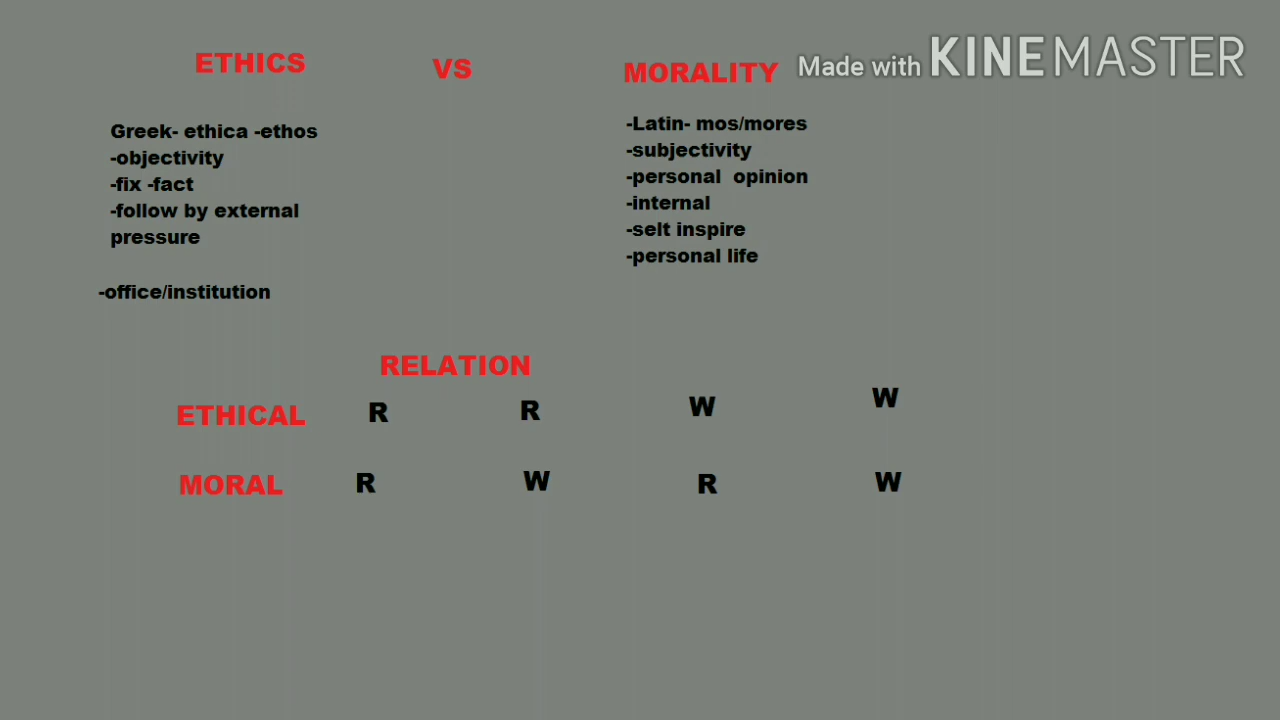 ETHICS VS MORALITY
Made with KINEMASTER
Greek- ethica -ethos
-objectivity
-fix -fact
-follow by external
pressure
-office/institution
-Latin- mos/mores
-subjectivity
-personal opinion
-internal
-selt inspire
-personal life
RELATION
ETHICAL R R W W
MORAL R W R W